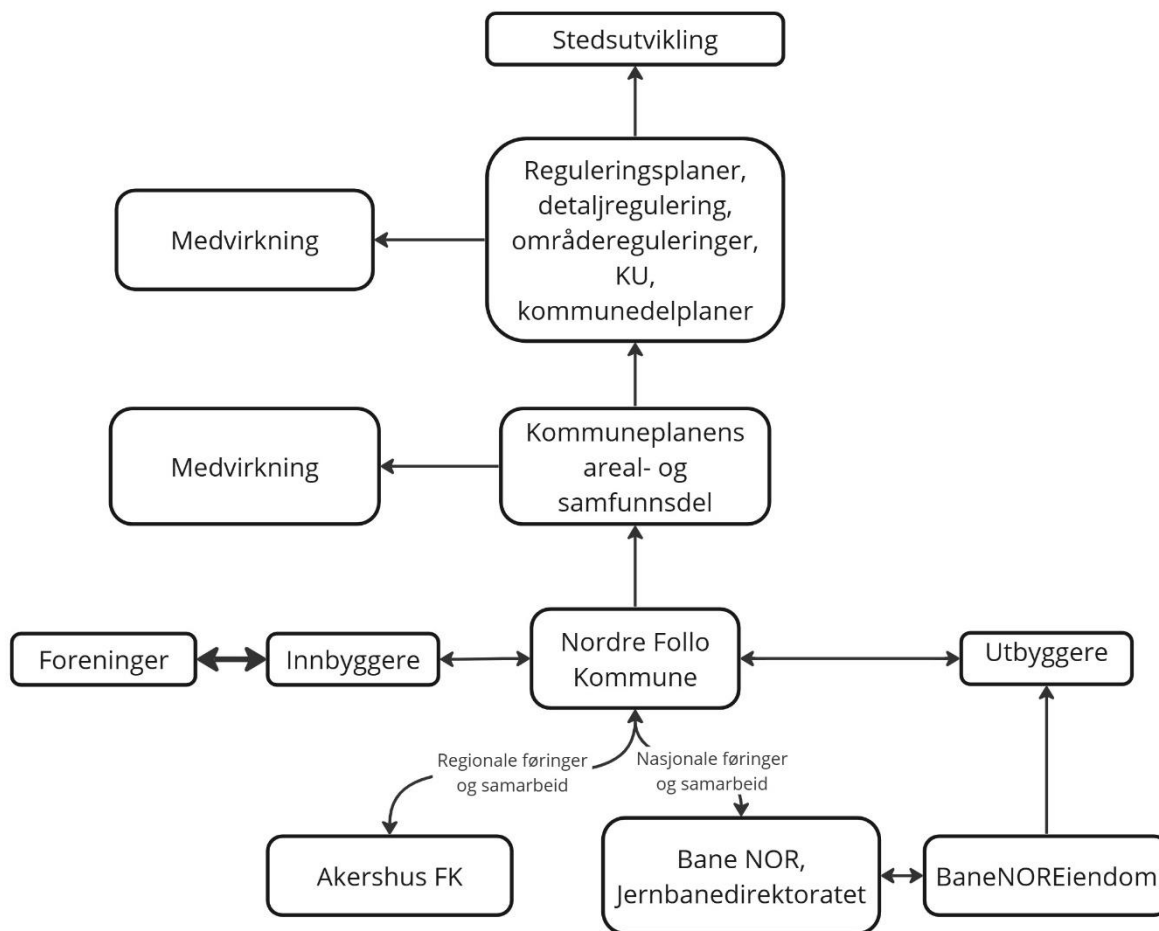 Stedsutvikling
Reguleringsplaner,
detaljregulering,
områdereguleringer,
KU,
kommunedelplaner
Medvirkning
Kommuneplanens
areal- og
samfunnsdel
Medvirkning
Foreninger
Innbyggere
Nordre Follo
Kommune
Utbyggere
Regionale føringer
og samarbeid
Nasjonale føringer
og samarbeid
Akershus FK
Bane NOR,
Jernbanedirektoratet
BaneNOREiendom